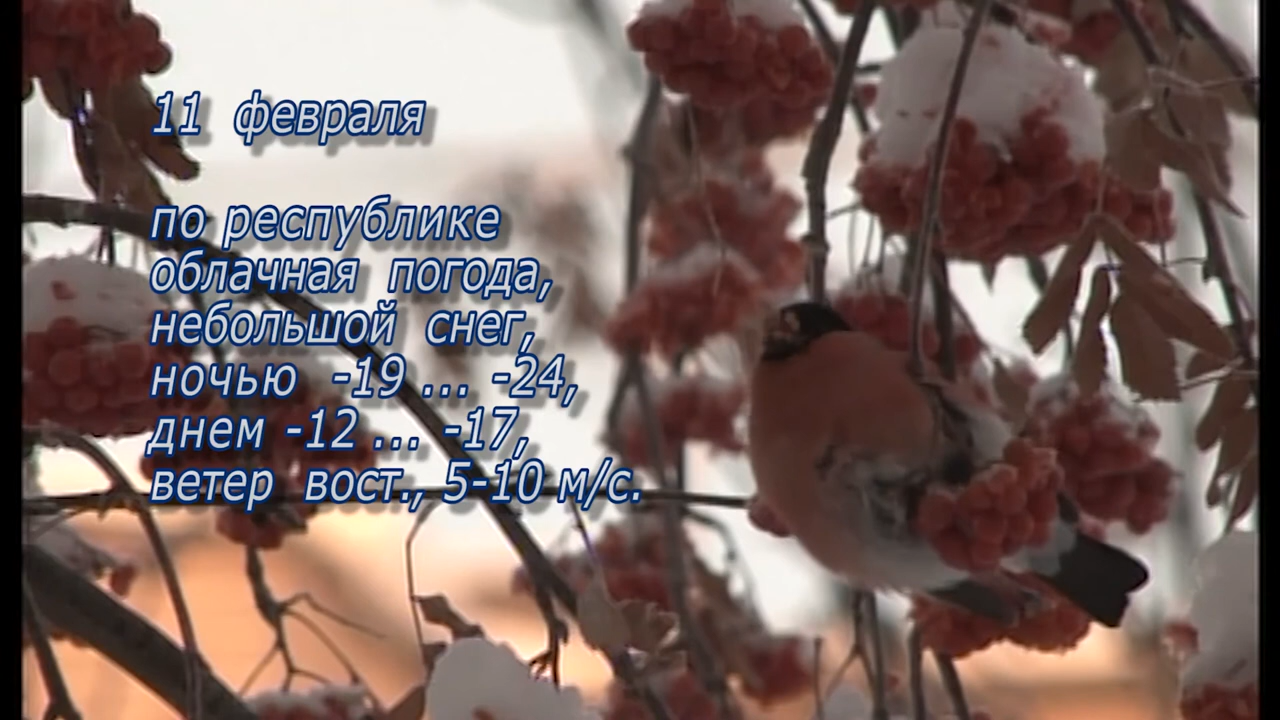 11 февраля
по республике
облачная погода,
небольшой снег,
ночью -19 ... -24,
днем -12 ... -17,
ветер вост., 5-10 м/с.